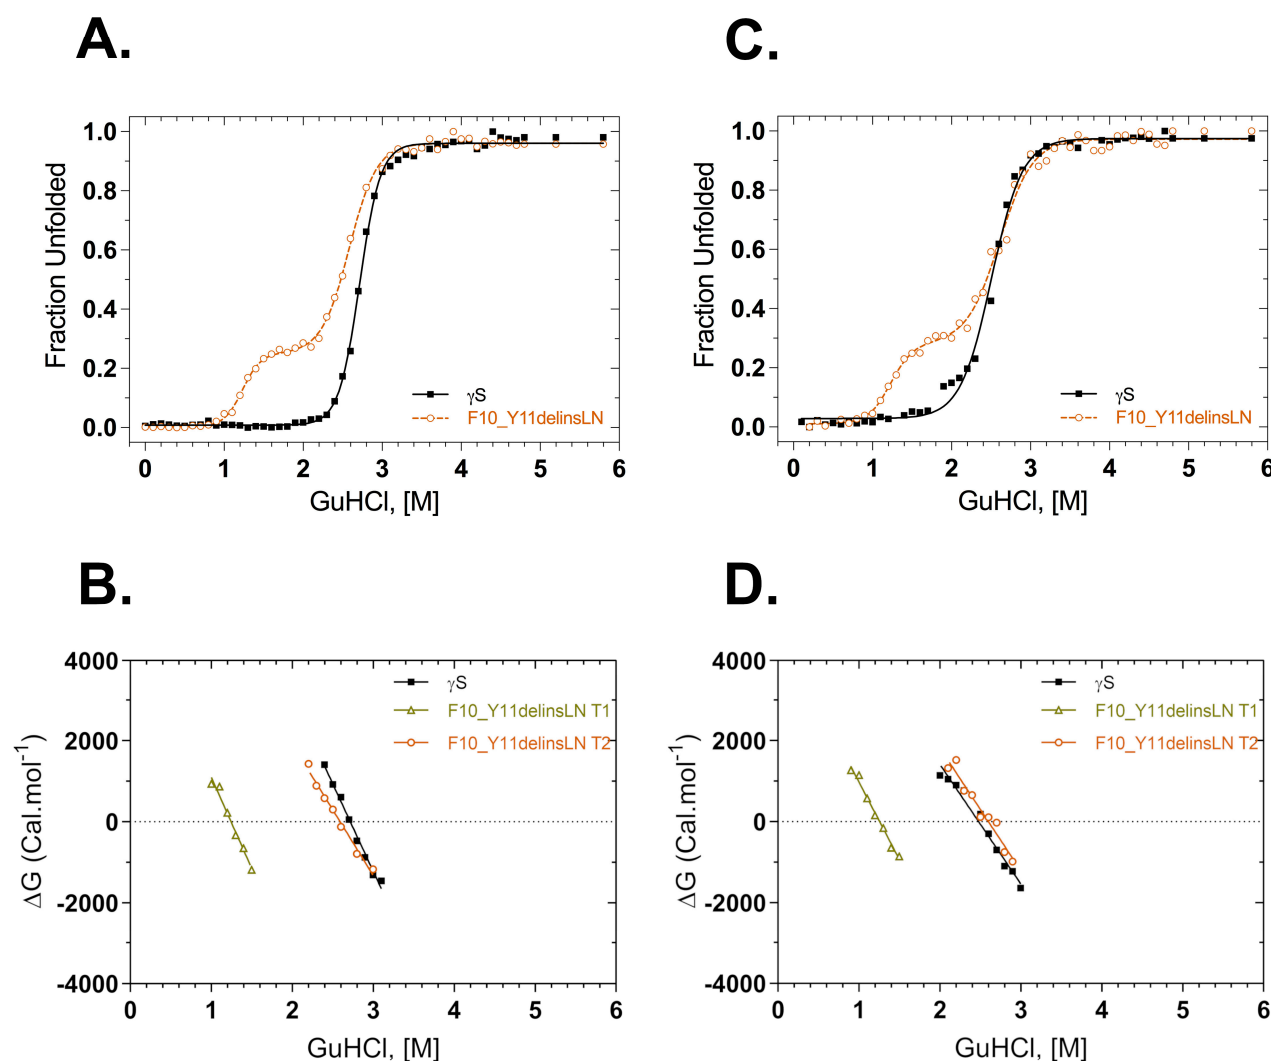 A.
1.0
0.8
0.6
0.4
0.2
0.0
Fraction Unfolded
γS
F10_Y11delinsLN
0 1 2 3 4 5 6
GuHCl, [M]
C.
1.0
0.8
0.6
0.4
0.2
0.0
Fraction Unfolded
γS
F10_Y11delinsLN
0 1 2 3 4 5 6
GuHCl, [M]
B.
4000
2000
0
-2000
-4000
ΔG (Cal.mol⁻¹)
γS
F10_Y11delinsLN T1
F10_Y11delinsLN T2
0 1 2 3 4 5 6
GuHCl, [M]
D.
4000
2000
0
-2000
-4000
ΔG (Cal.mol⁻¹)
γS
F10_Y11delinsLN T1
F10_Y11delinsLN T2
0 1 2 3 4 5 6
GuHCl, [M]